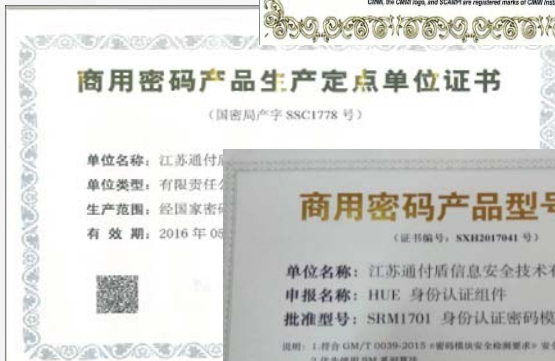 CMMI, the CMMI logo, and SCAMPI are registered marks of CMMI Inst
商用密码产品生产定点单位证书
（国密局产字 SSC1778 号）
单位名称：江苏通付
单位类型：有限责任
生产范围：经国家密
有 效 期：2016 年 05
商用密码产品型号
（证书编号：SXH2017041 号）
单位名称：江苏通付盾信息安全技术有
申报名称：HUE 身份认证组件
批准型号：SRM1701 身份认证密码模
说明：1.符合 GM/T 0039-2015《密码模块安全检测要求》安